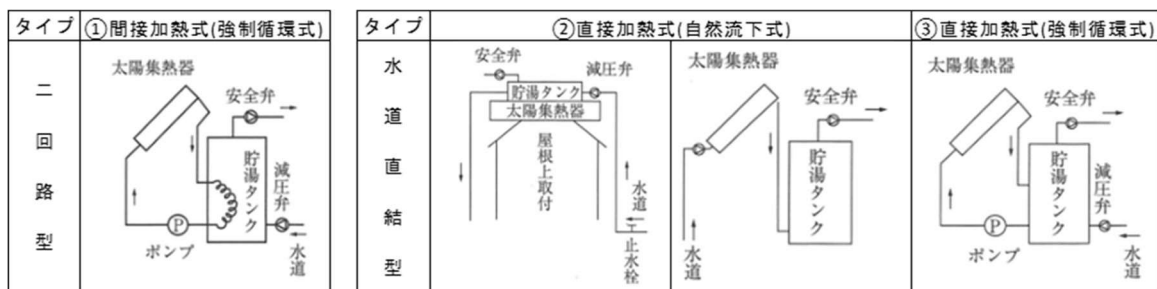 タイプ
①間接加熱式(強制循環式)
二回路型
太陽集熱器
安全弁
貯湯タンク
減圧弁
P
ポンプ
水道
タイプ
②直接加熱式(自然流下式)
③直接加熱式(強制循環式)
水道直結型
安全弁
減圧弁
貯湯タンク
太陽集熱器
屋根上取付
水道
止水栓
太陽集熱器
安全弁
貯湯タンク
水道
太陽集熱器
安全弁
貯湯タンク
減圧弁
P
ポンプ
水道